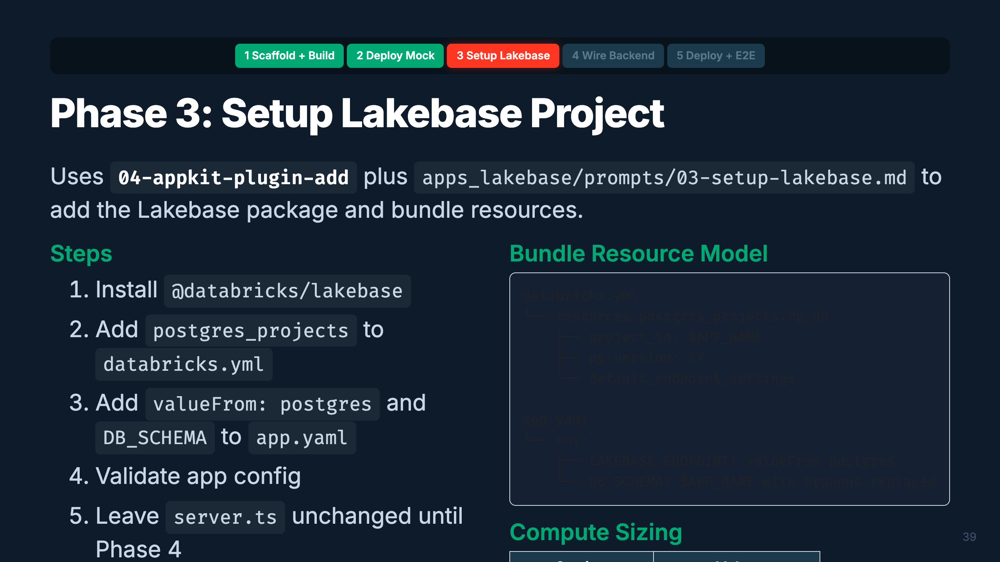 1 Scaffold + Build
2 Deploy Mock
3 Setup Lakebase
4 Wire Backend
5 Deploy + E2E
Phase 3: Setup Lakebase Project
Uses 04-appkit-plugin-add plus apps_lakebase/prompts/03-setup-lakebase.md to
add the Lakebase package and bundle resources.
Steps
1. Install @databricks/lakebase
2. Add postgres_projects to
databricks.yml
3. Add valueFrom: postgres and
DB_SCHEMA to app.yaml
4. Validate app config
5. Leave server.ts unchanged until
Phase 4
Bundle Resource Model
databricks.yml
└── resources.postgres_projects.my_db
├── project_id: $APP_NAME
├── pg_version: 17
└── default_endpoint_settings
app.yaml
└── env:
├── LAKEBASE_ENDPOINT: valueFrom postgres
└── DB_SCHEMA: $APP_NAME with hyphens replaced
Compute Sizing
39